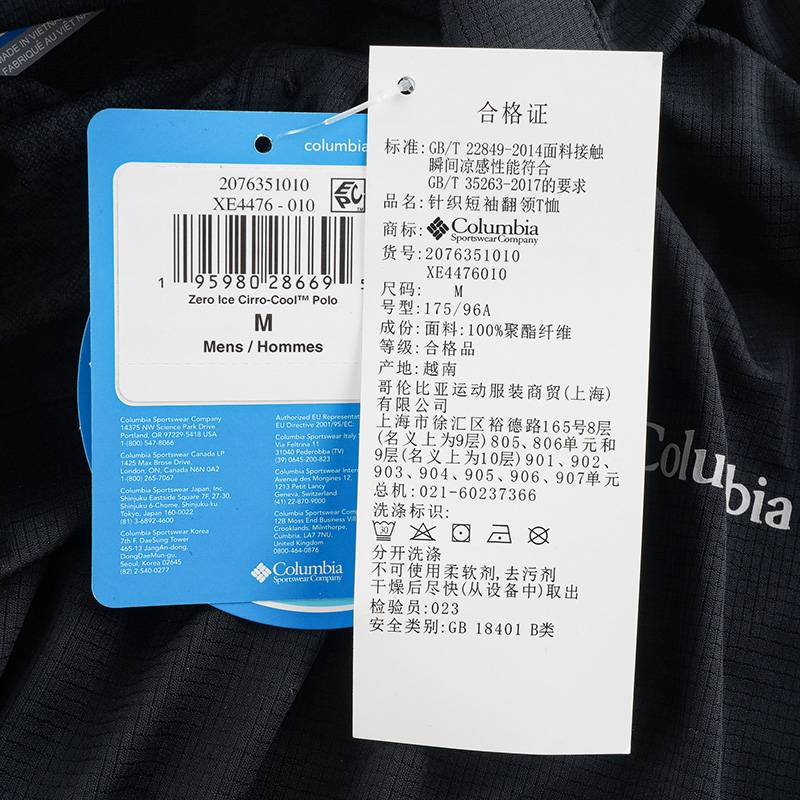 MADE IN VIETNAM
FABRIQUÉ AU VIET NAM
columbia
2076351010
XE4476 - 010
EPC
1 95980 28669 5
Zero Ice Cirro-Cool™ Polo
M
Mens / Hommes
Columbia Sportswear Company
14375 NW Science Park Drive
Portland, OR 97229-5418 USA
1-(800) 547-8066
Columbia Sportswear Canada LP
1425 Max Brose Drive,
London, ON, Canada N6N 0A2
1-(800) 265-7067
Columbia Sportswear Japan, Inc.
Shinjuku Eastside Square 7F, 27-30,
Shinjuku 6-Chome, Shinjuku-ku
Tokyo, Japan 160-0022
81) 3-6892-4600
Columbia Sportswear Korea
7th F. DaeSung Tower
465-13 JangAn-dong,
DongDaeMun-gu,
Seoul, Korea 02645
82) 2-540-0277
Authorized EU Representat
EU Directive 2001/95/EC:
Columbia Sportswear Italy
Via Feltrina 11
31040 Pederobba (TV)
(0)39 0645-200-823
Columbia Sportswear Inter
Avenue des Morgines 12,
1213 Petit Lancy
Geneva, Switzerland
(41) 22-870-9000
Columbia Sportswear Comp
12B Moss End Business Vill
Crooklands, Milnthorpe,
Cumbria, LA7 7NU,
United Kingdom
0800-464-0876
Columbia
Sportswear Company
合格证
标准:GB/T 22849-2014面料接触
瞬间凉感性能符合
GB/T 35263-2017的要求
品名:针织短袖翻领T恤
商标:Columbia
Sportswear Company
货号:2076351010
XE4476010
尺码: M
号型:175/96A
成份:面料:100%聚酯纤维
等级:合格品
产地:越南
哥伦比亚运动服装商贸(上海)
有限公司
上海市徐汇区裕德路165号8层
(名义上为9层)805、806单元和
9层(名义上为10层)901、902、
903、904、905、906、907单元
总机:021-60237366
洗涤标识:
30
分开洗涤
不可使用柔软剂,去污剂
干燥后尽快(从设备中)取出
检验员:023
安全类别:GB 18401 B类
Columbia